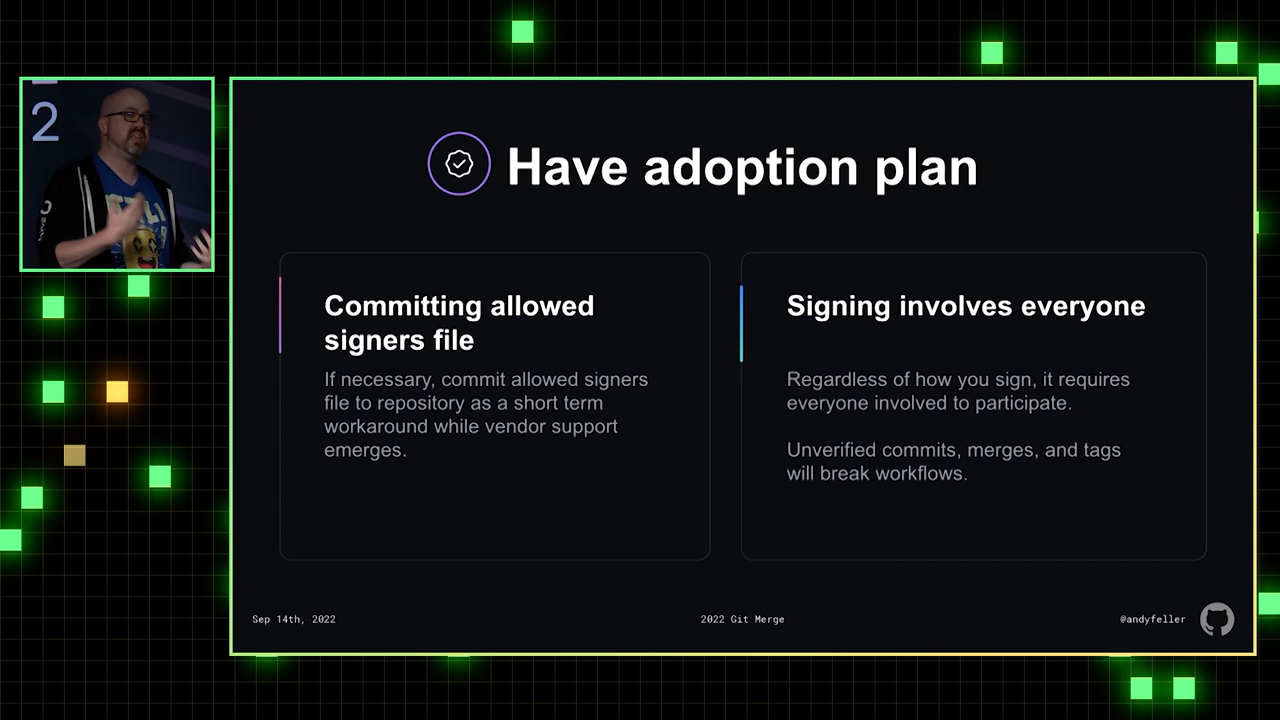 2
Have adoption plan
Committing allowed
signers file
If necessary, commit allowed signers
file to repository as a short term
workaround while vendor support
emerges.
Signing involves everyone
Regardless of how you sign, it requires
everyone involved to participate.
Unverified commits, merges, and tags
will break workflows.
Sep 14th, 2022
2022 Git Merge
@andyfeller